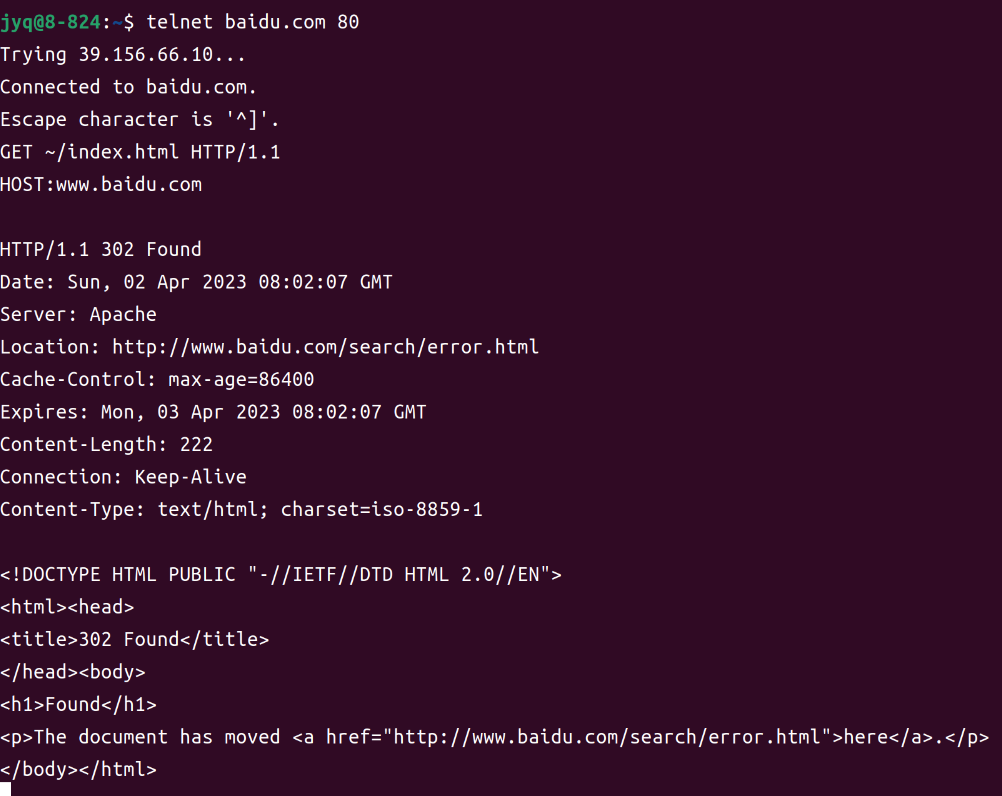 jyq@8-824:~$ telnet baidu.com 80
Trying 39.156.66.10...
Connected to baidu.com.
Escape character is '^]'.
GET ~/index.html HTTP/1.1
HOST:www.baidu.com

HTTP/1.1 302 Found
Date: Sun, 02 Apr 2023 08:02:07 GMT
Server: Apache
Location: http://www.baidu.com/search/error.html
Cache-Control: max-age=86400
Expires: Mon, 03 Apr 2023 08:02:07 GMT
Content-Length: 222
Connection: Keep-Alive
Content-Type: text/html; charset=iso-8859-1

<!DOCTYPE HTML PUBLIC "-//IETF//DTD HTML 2.0//EN">
<html><head>
<title>302 Found</title>
</head><body>
<h1>Found</h1>
<p>The document has moved <a href="http://www.baidu.com/search/error.html">here</a>.</p>
</body></html>